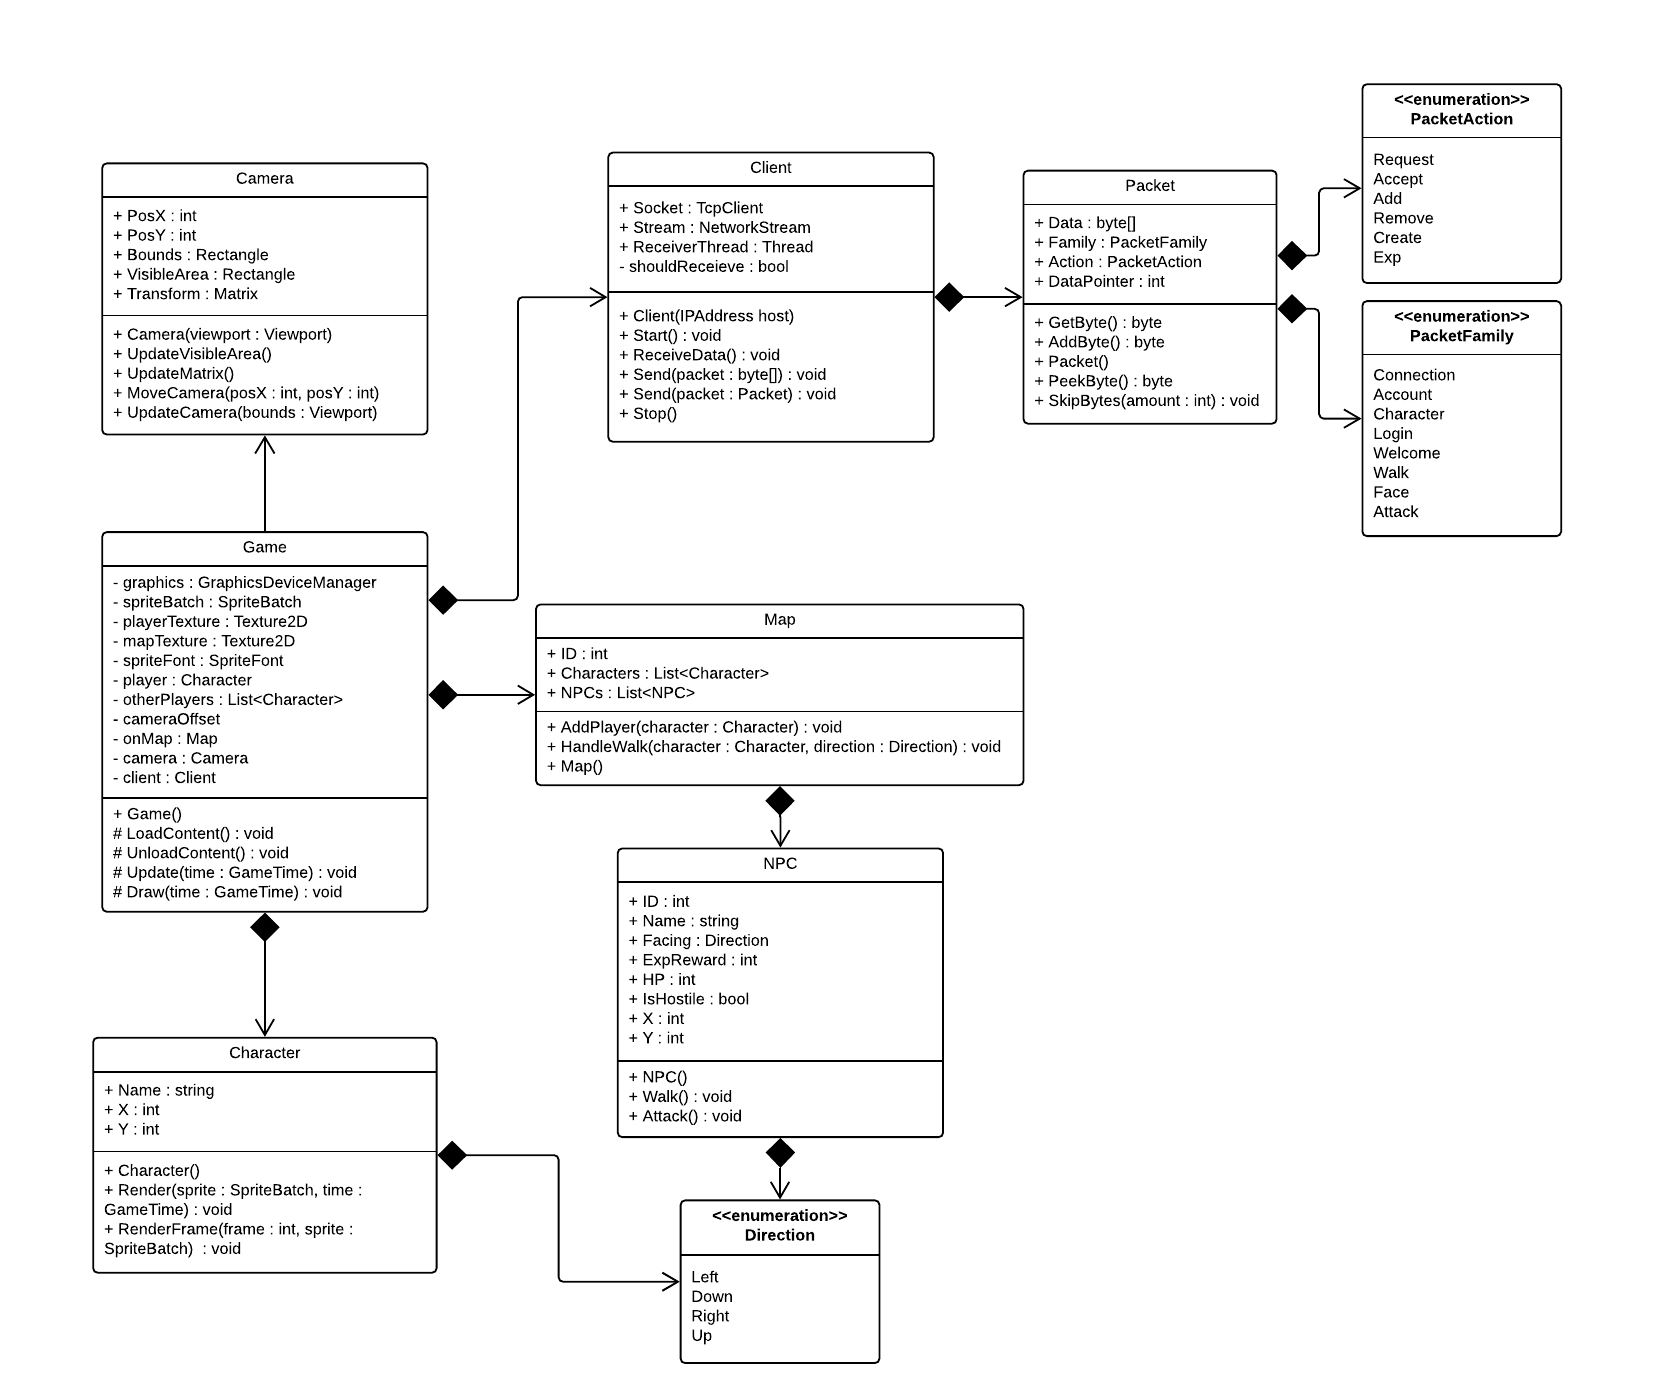 <<enumeration>>
PacketAction
Request
Accept
Add
Remove
Create
Exp
Camera
+ PosX : int
+ PosY : int
+ Bounds : Rectangle
+ VisibleArea : Rectangle
+ Transform : Matrix
+ Camera(viewport : Viewport)
+ UpdateVisibleArea()
+ UpdateMatrix()
+ MoveCamera(posX : int, posY : int)
+ UpdateCamera(bounds : Viewport)
Client
+ Socket : TcpClient
+ Stream : NetworkStream
+ ReceiverThread : Thread
- shouldReceieve : bool
+ Client(IPAddress host)
+ Start() : void
+ ReceiveData() : void
+ Send(packet : byte[]) : void
+ Send(packet : Packet) : void
+ Stop()
Packet
+ Data : byte[]
+ Family : PacketFamily
+ Action : PacketAction
+ DataPointer : int
+ GetByte() : byte
+ AddByte() : byte
+ Packet()
+ PeekByte() : byte
+ SkipBytes(amount : int) : void
<<enumeration>>
PacketFamily
Connection
Account
Character
Login
Welcome
Walk
Face
Attack
Game
- graphics : GraphicsDeviceManager
- spriteBatch : SpriteBatch
- playerTexture : Texture2D
- mapTexture : Texture2D
- spriteFont : SpriteFont
- player : Character
- otherPlayers : List<Character>
- cameraOffset
- onMap : Map
- camera : Camera
- client : Client
+ Game()
# LoadContent() : void
# UnloadContent() : void
# Update(time : GameTime) : void
# Draw(time : GameTime) : void
Map
+ ID : int
+ Characters : List<Character>
+ NPCs : List<NPC>
+ AddPlayer(character : Character) : void
+ HandleWalk(character : Character, direction : Direction) : void
+ Map()
NPC
+ ID : int
+ Name : string
+ Facing : Direction
+ ExpReward : int
+ HP : int
+ IsHostile : bool
+ X : int
+ Y : int
+ NPC()
+ Walk() : void
+ Attack() : void
Character
+ Name : string
+ X : int
+ Y : int
+ Character()
+ Render(sprite : SpriteBatch, time :
GameTime) : void
+ RenderFrame(frame : int, sprite :
SpriteBatch)  : void
<<enumeration>>
Direction
Left
Down
Right
Up